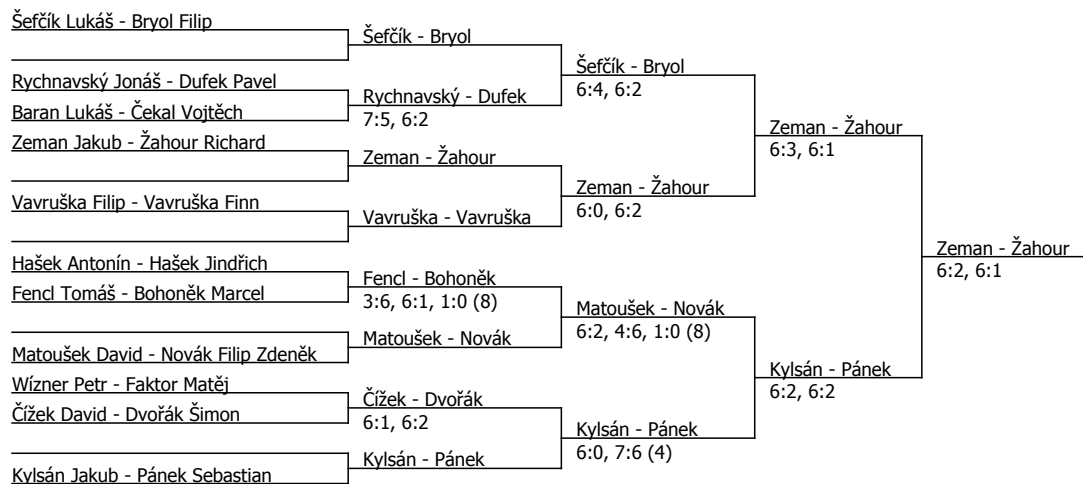 Šefčík Lukáš - Bryol Filip
Rychnavský Jonáš - Dufek Pavel
Baran Lukáš - Čekal Vojtěch
Zeman Jakub - Žahour Richard
Vavruška Filip - Vavruška Finn
Hašek Antonín - Hašek Jindřich
Fencl Tomáš - Bohoněk Marcel
Matoušek David - Novák Filip Zdeněk
Wízner Petr - Faktor Matěj
Čížek David - Dvořák Šimon
Kylsán Jakub - Pánek Sebastian
Šefčík - Bryol
Rychnavský - Dufek
7:5, 6:2
Zeman - Žahour
Vavruška - Vavruška
Fencl - Bohoněk
3:6, 6:1, 1:0 (8)
Matoušek - Novák
Čížek - Dvořák
6:1, 6:2
Kylsán - Pánek
Šefčík - Bryol
6:4, 6:2
Zeman - Žahour
6:0, 6:2
Matoušek - Novák
6:2, 4:6, 1:0 (8)
Kylsán - Pánek
6:0, 7:6 (4)
Zeman - Žahour
6:3, 6:1
Kylsán - Pánek
6:2, 6:2
Zeman - Žahour
6:2, 6:1